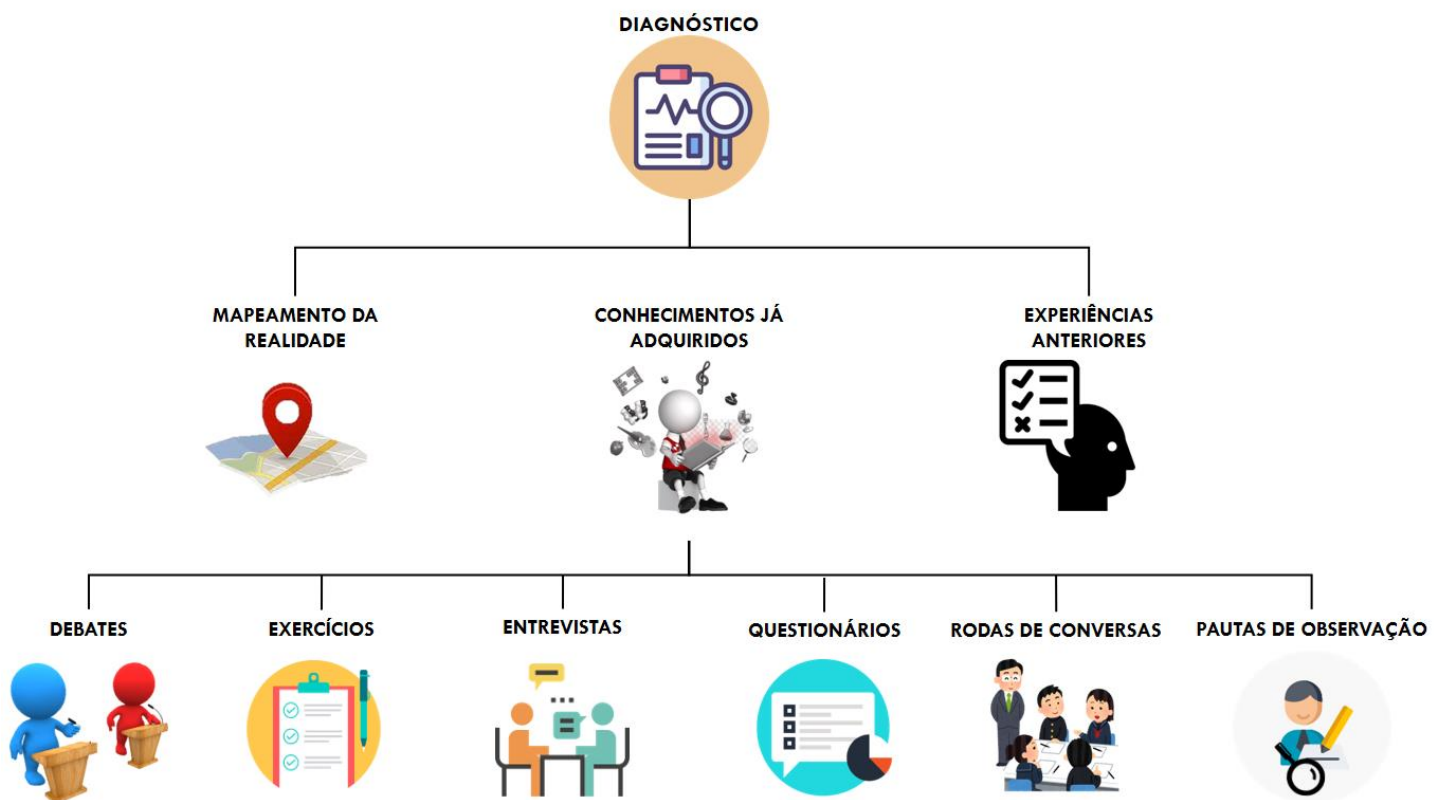 DIAGNÓSTICO
MAPEAMENTO DA
REALIDADE
CONHECIMENTOS JÁ
ADQUIRIDOS
EXPERIÊNCIAS
ANTERIORES
DEBATES
EXERCÍCIOS
ENTREVISTAS
QUESTIONÁRIOS
RODAS DE CONVERSAS
PAUTAS DE OBSERVAÇÃO